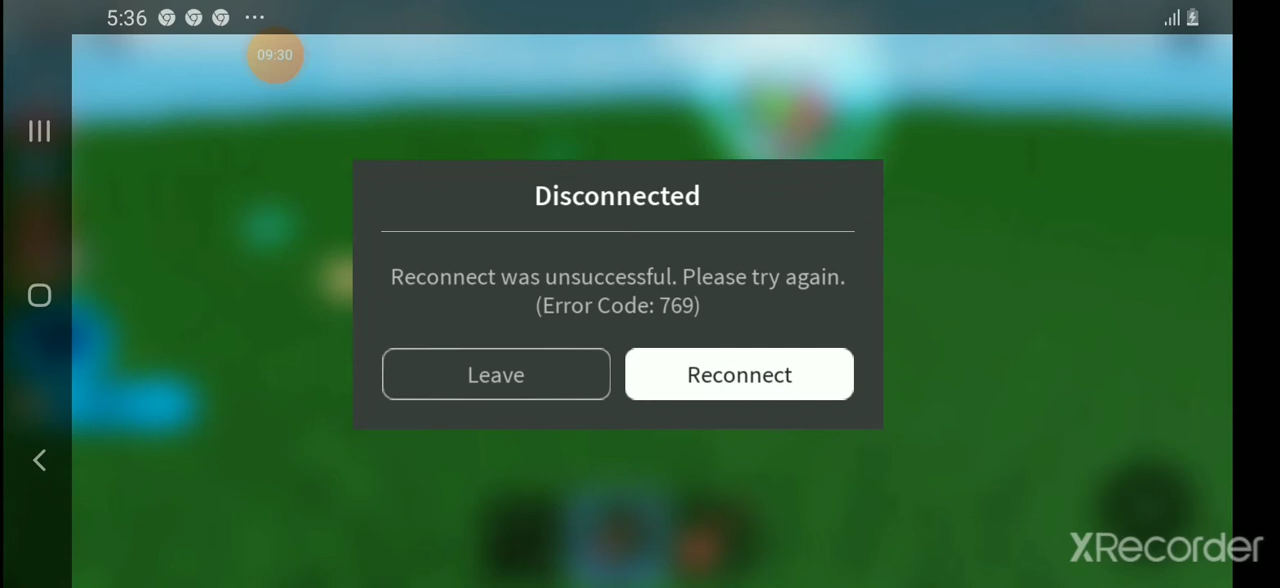 5:36
09:30
Disconnected
Reconnect was unsuccessful. Please try again.
(Error Code: 769)
Leave
Reconnect
XRecorder